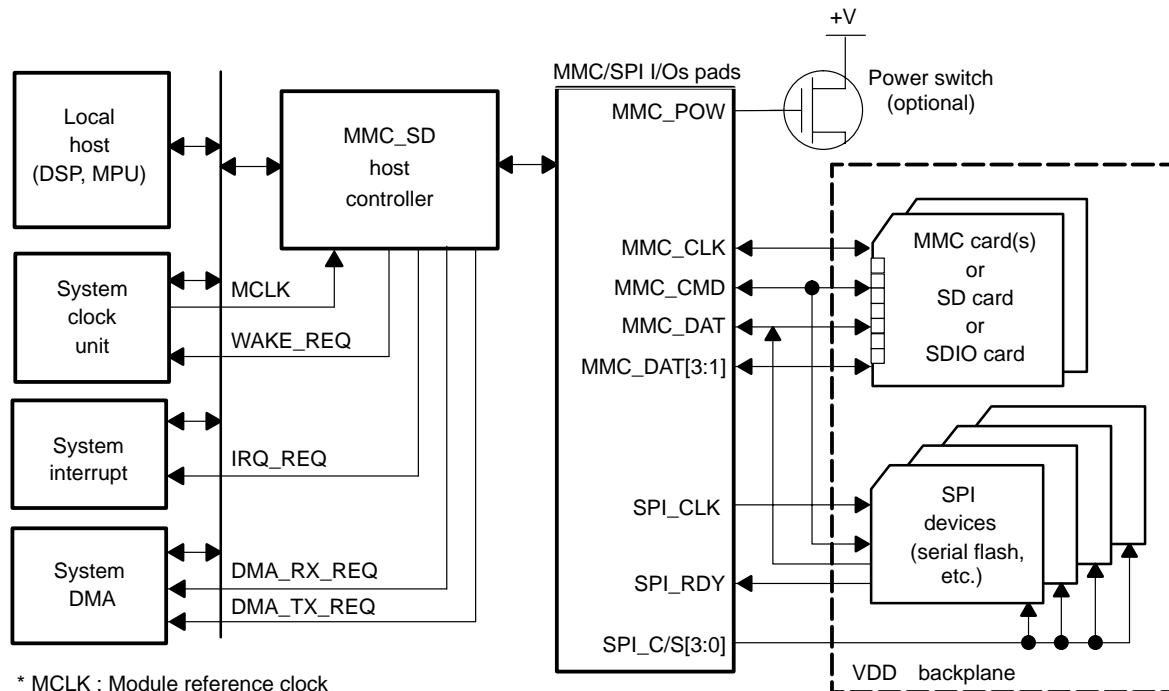 +V
MMC/SPI I/Os pads
Power switch
(optional)
Local
host
(DSP, MPU)
MMC_SD
host
controller
MMC_POW
System
clock
unit
MCLK
WAKE_REQ
MMC_CLK
MMC_CMD
MMC_DAT
MMC_DAT[3:1]
MMC card(s)
or
SD card
or
SDIO card
System
interrupt
IRQ_REQ
System
DMA
DMA_RX_REQ
DMA_TX_REQ
SPI_CLK
SPI_RDY
SPI_C/S[3:0]
SPI
devices
(serial flash,
etc.)
VDD backplane
* MCLK : Module reference clock